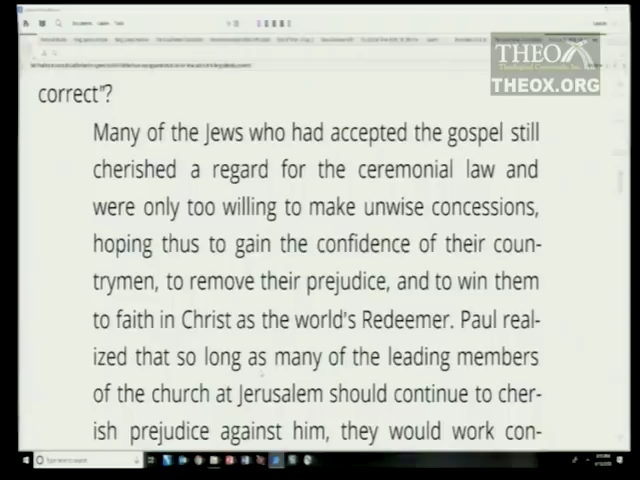 THEOX
THEOX.ORG
correct"?
Many of the Jews who had accepted the gospel still
cherished a regard for the ceremonial law and
were only too willing to make unwise concessions,
hoping thus to gain the confidence of their coun-
trymen, to remove their prejudice, and to win them
to faith in Christ as the world's Redeemer. Paul real-
ized that so long as many of the leading members
of the church at Jerusalem should continue to cher-
ish prejudice against him, they would work con-